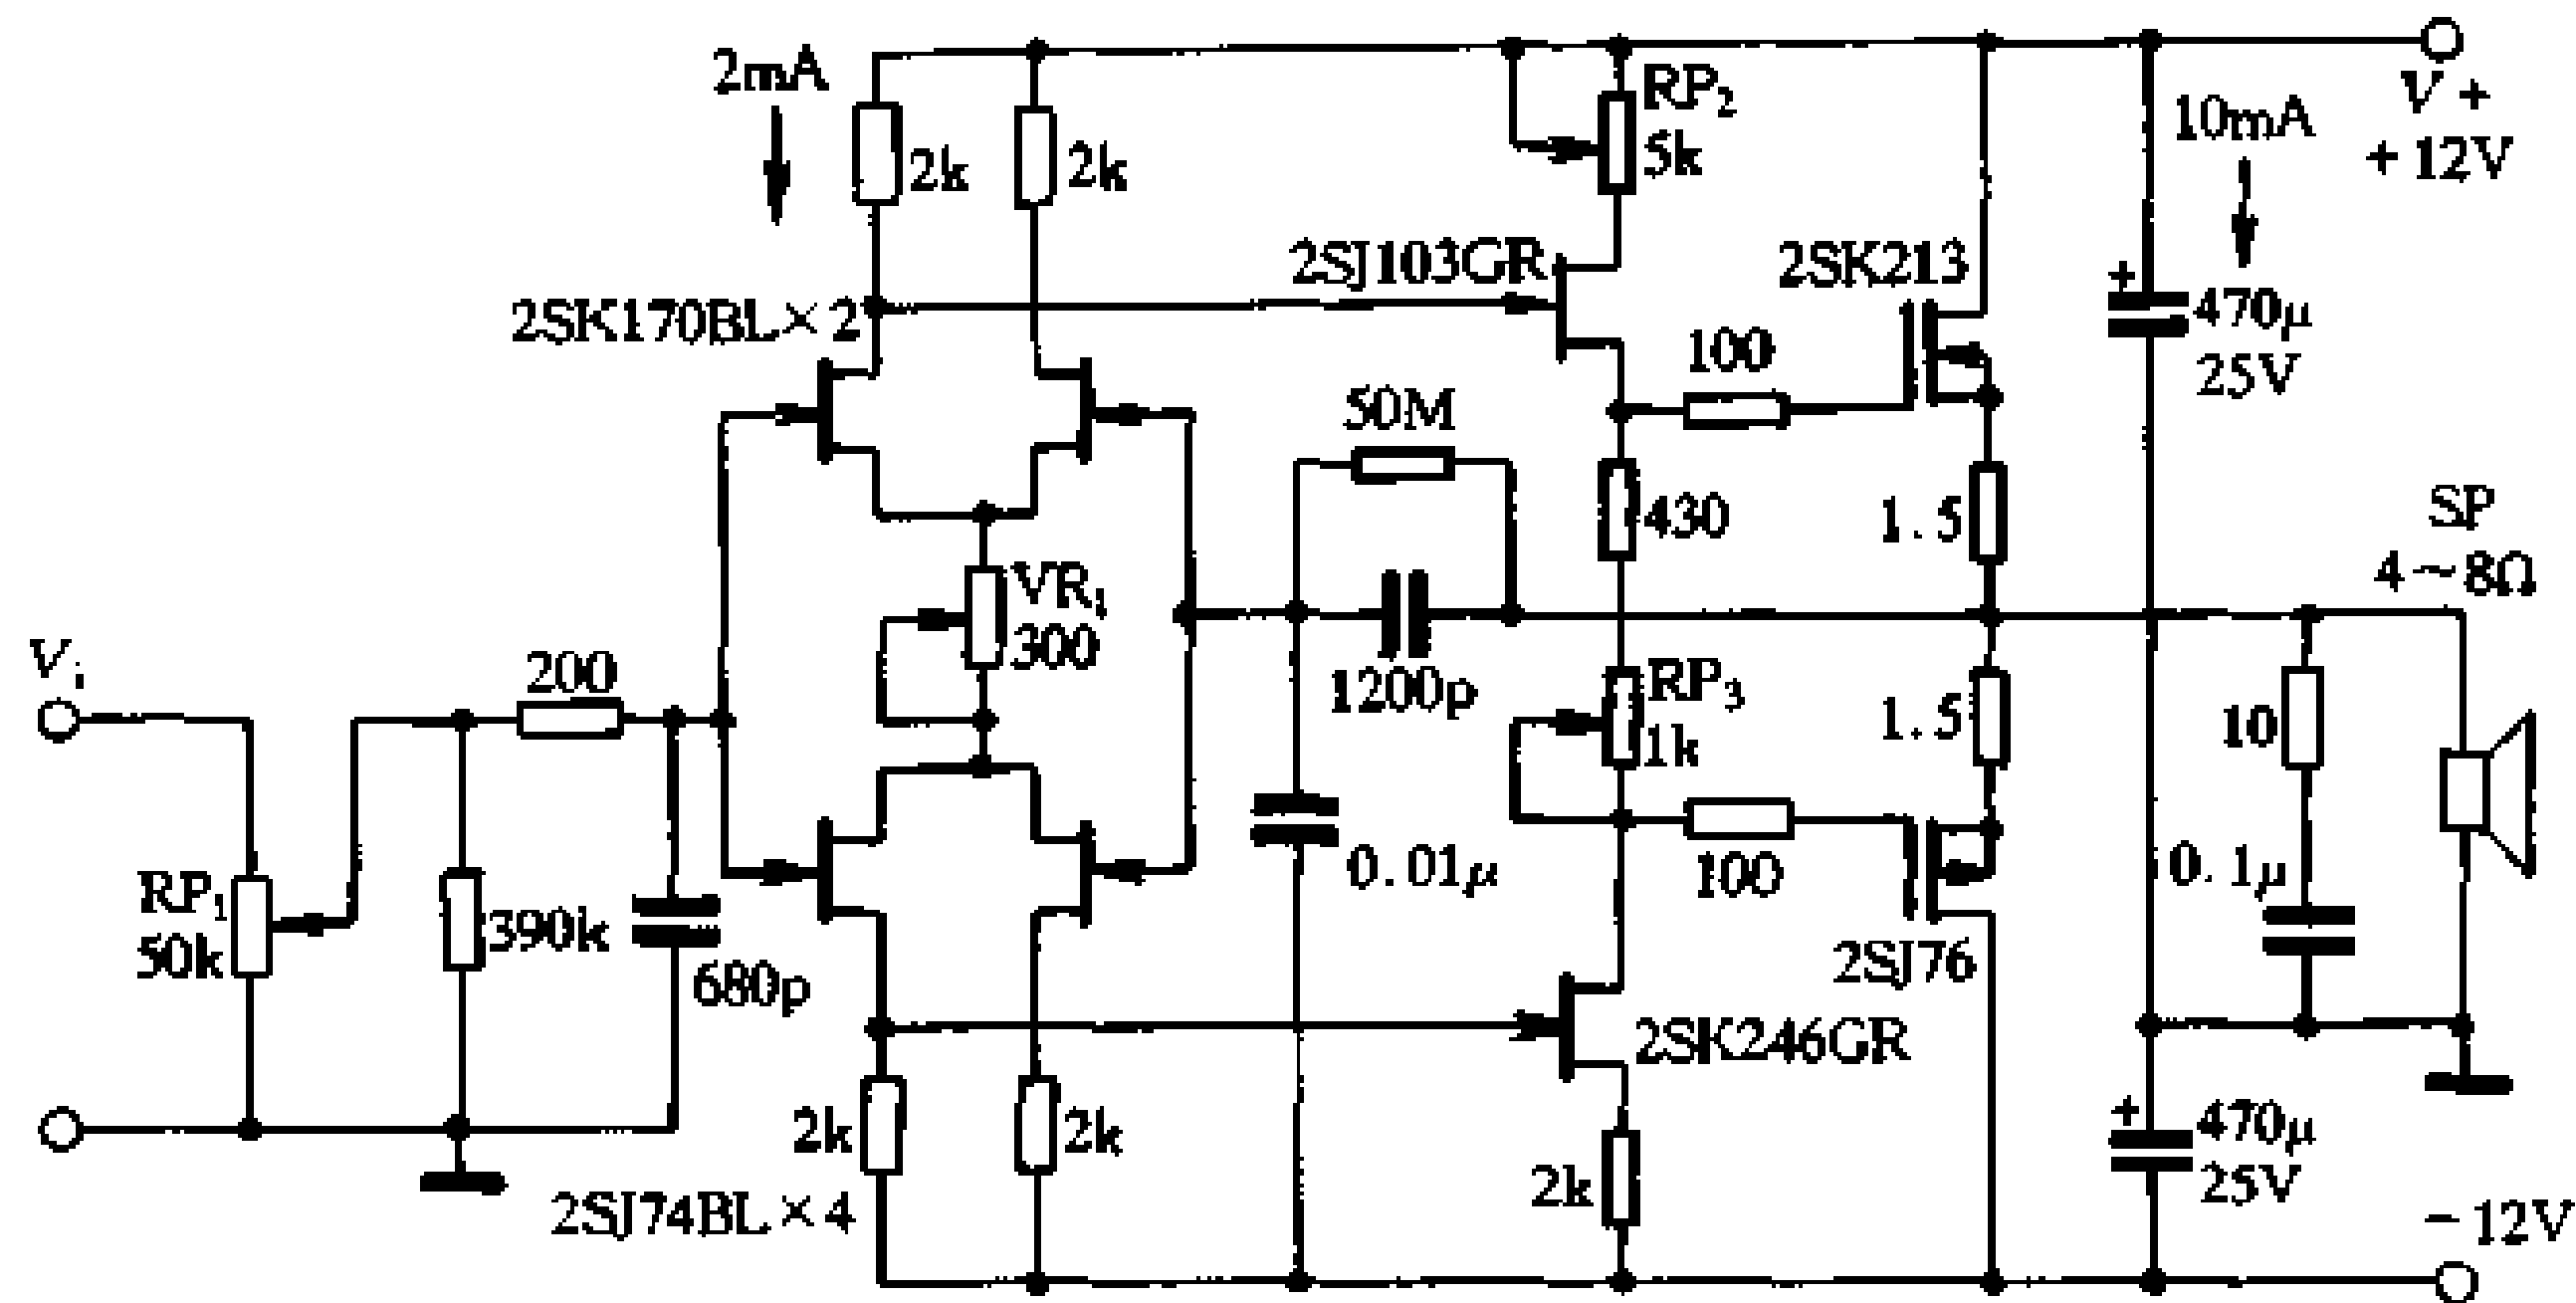 2mA
2k
2k
RP₂
5k
V +
+12V
10mA
2SJ103GR
2SK213
2SK170BL×2
470μ
25V
100
50M
430
1.5
SP
4~8Ω
VR₁
300
Vᵢ
200
1200p
RP₃
1k
1.5
10
RP₁
50k
390k
680p
0.01μ
100
0.1μ
2SJ76
2SK246GR
2k
2k
470μ
25V
2k
2SJ74BL×4
-12V